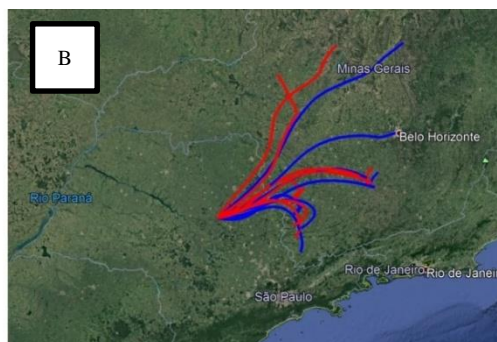 B
Minas Gerais
Belo Horizonte
Rio Paraná
Rio de Janeiro
Rio de Janei
São Paulo